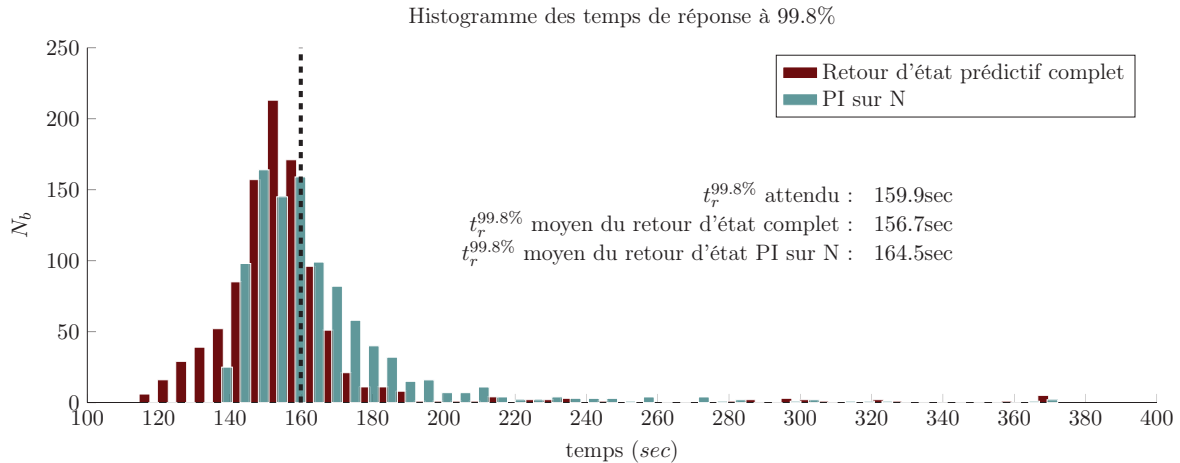 Histogramme des temps de réponse à 99.8%
250
200
150
100
50
0
N_b
Retour d'état prédictif complet
PI sur N
t_r^{99.8%} attendu : 159.9sec
t_r^{99.8%} moyen du retour d'état complet : 156.7sec
t_r^{99.8%} moyen du retour d'état PI sur N : 164.5sec
100 120 140 160 180 200 220 240 260 280 300 320 340 360 380 400
temps (sec)